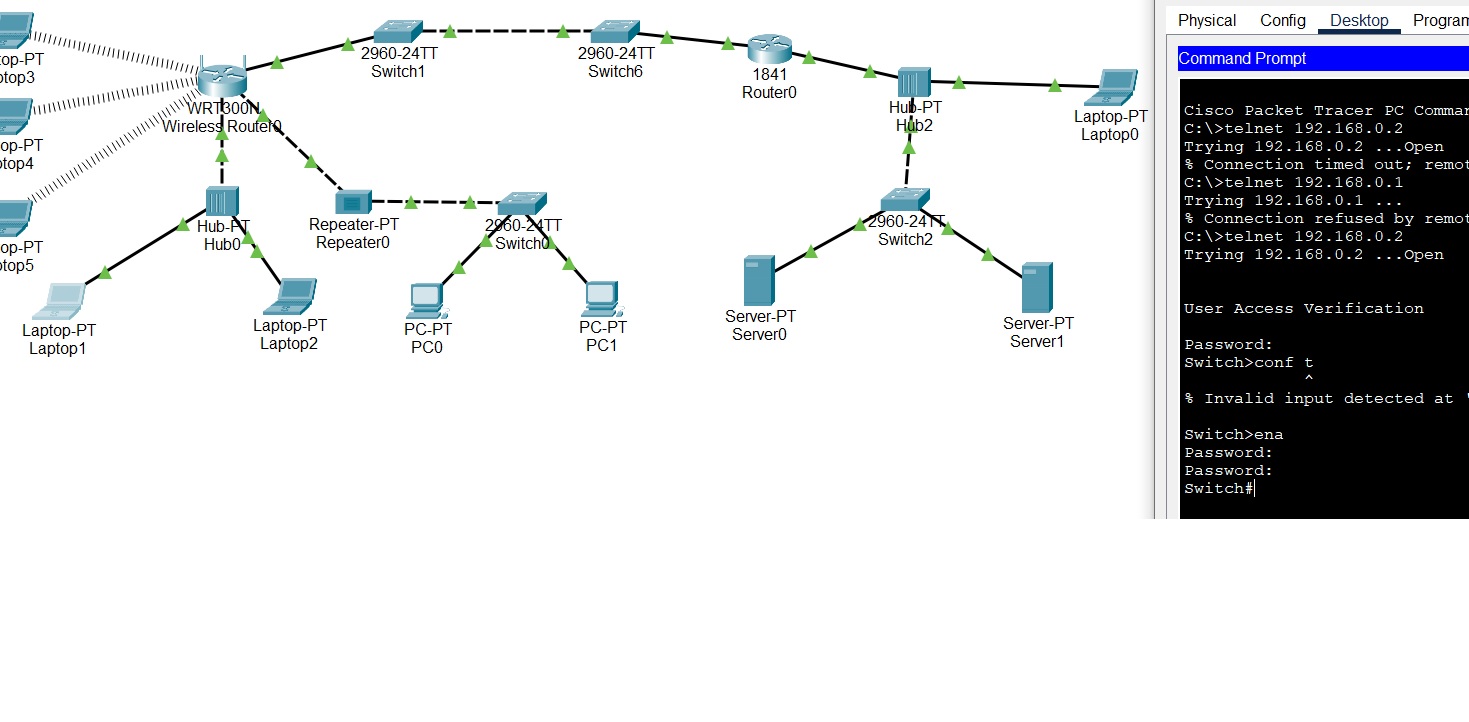 Physical Config Desktop Program
Command Prompt
Cisco Packet Tracer PC Comman
C:\>telnet 192.168.0.2
Trying 192.168.0.2 ...Open
% Connection timed out; remot
C:\>telnet 192.168.0.1
Trying 192.168.0.1 ...
% Connection refused by remot
C:\>telnet 192.168.0.2
Trying 192.168.0.2 ...Open
User Access Verification
Password:
Switch>conf t
^
% Invalid input detected at '
Switch>ena
Password:
Password:
Switch#
top-PT
ptop3
op-PT
ptop4
op-PT
ptop5
WRT300N
Wireless Router0
2960-24TT
Switch1
2960-24TT
Switch6
1841
Router0
Hub-PT
Hub2
Laptop-PT
Laptop0
Hub-PT
Hub0
Repeater-PT
Repeater0
2960-24TT
Switch0
2960-24TT
Switch2
Laptop-PT
Laptop1
Laptop-PT
Laptop2
PC-PT
PC0
PC-PT
PC1
Server-PT
Server0
Server-PT
Server1